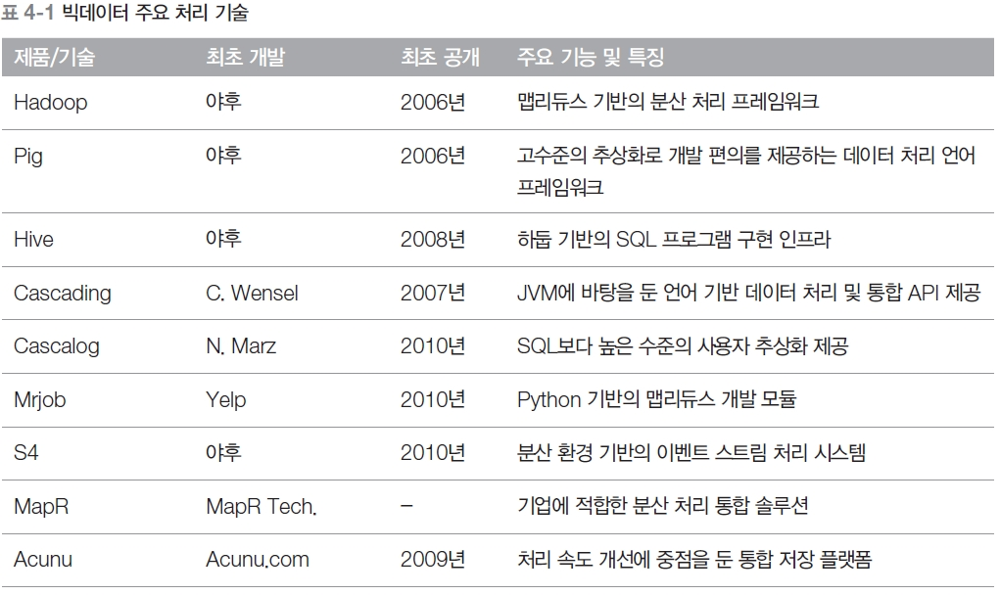 표 4-1 빅데이터 주요 처리 기술
제품/기술 최초 개발 최초 공개 주요 기능 및 특징
Hadoop 야후 2006년 맵리듀스 기반의 분산 처리 프레임워크
Pig 야후 2006년 고수준의 추상화로 개발 편의를 제공하는 데이터 처리 언어
프레임워크
Hive 야후 2008년 하둡 기반의 SQL 프로그램 구현 인프라
Cascading C. Wensel 2007년 JVM에 바탕을 둔 언어 기반 데이터 처리 및 통합 API 제공
Cascalog N. Marz 2010년 SQL보다 높은 수준의 사용자 추상화 제공
Mrjob Yelp 2010년 Python 기반의 맵리듀스 개발 모듈
S4 야후 2010년 분산 환경 기반의 이벤트 스트림 처리 시스템
MapR MapR Tech. – 기업에 적합한 분산 처리 통합 솔루션
Acunu Acunu.com 2009년 처리 속도 개선에 중점을 둔 통합 저장 플랫폼